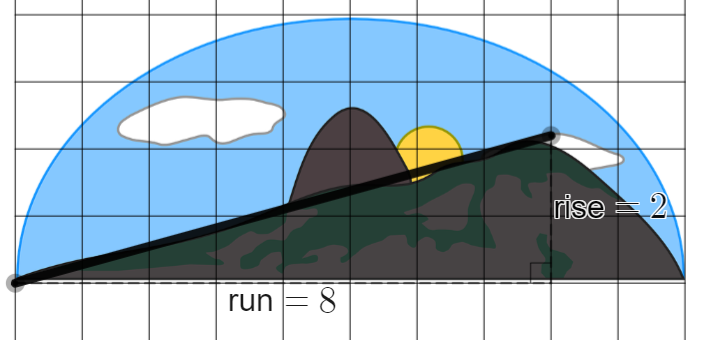 rise = 2
run = 8